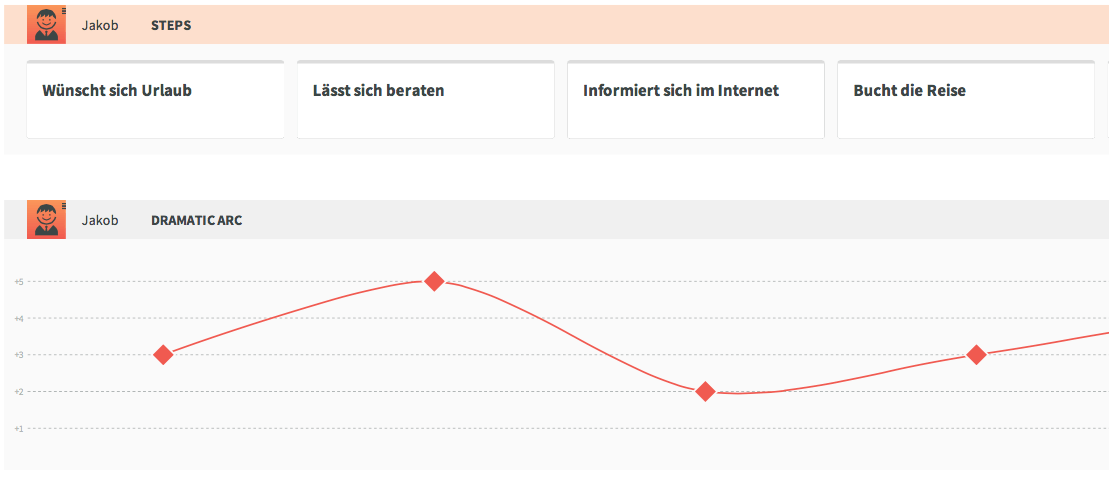 Jakob STEPS
Wünscht sich Urlaub
Lässt sich beraten
Informiert sich im Internet
Bucht die Reise
Jakob DRAMATIC ARC
+5
+4
+3
+2
+1